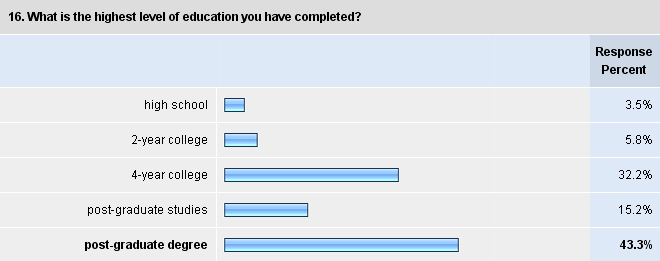 16. What is the highest level of education you have completed?
Response
Percent
high school 3.5%
2-year college 5.8%
4-year college 32.2%
post-graduate studies 15.2%
post-graduate degree 43.3%